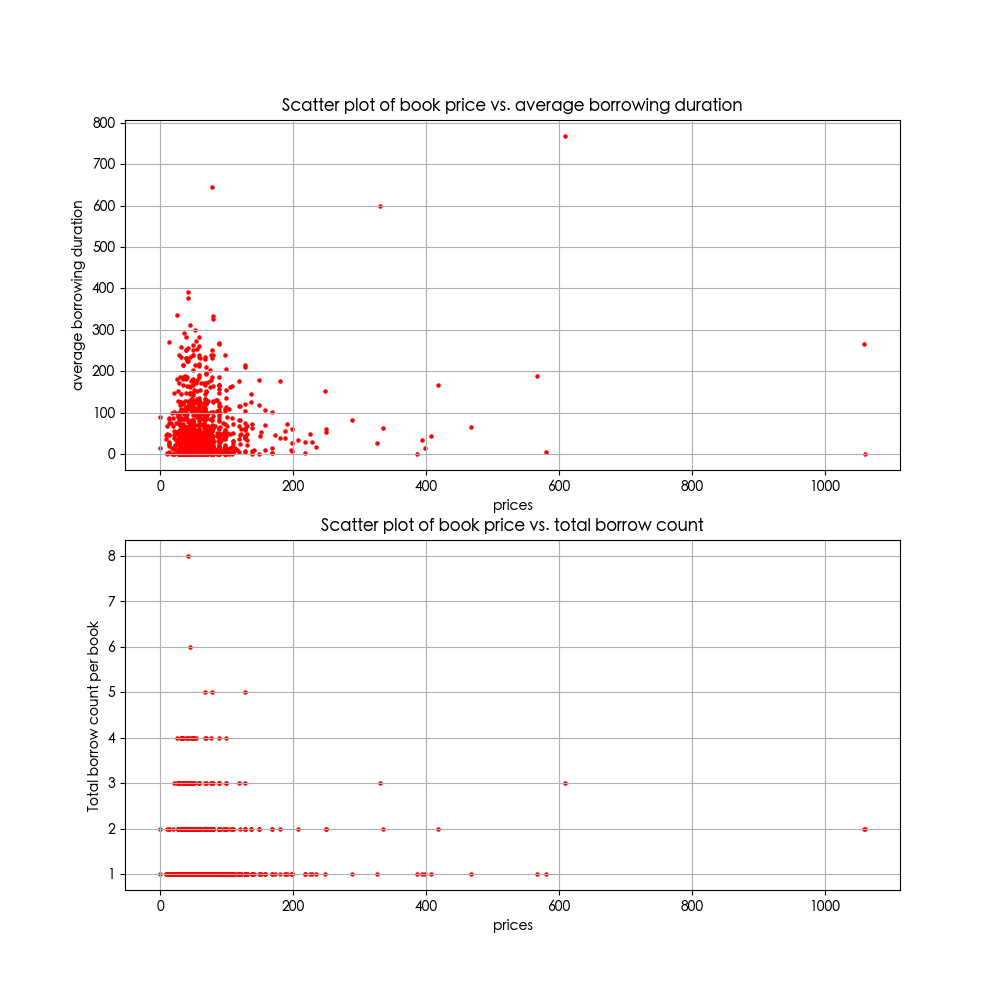 Scatter plot of book price vs. average borrowing duration
800
700
600
500
400
300
200
100
0
average borrowing duration
0 200 400 600 800 1000
prices
Scatter plot of book price vs. total borrow count
8
7
6
5
4
3
2
1
Total borrow count per book
0 200 400 600 800 1000
prices